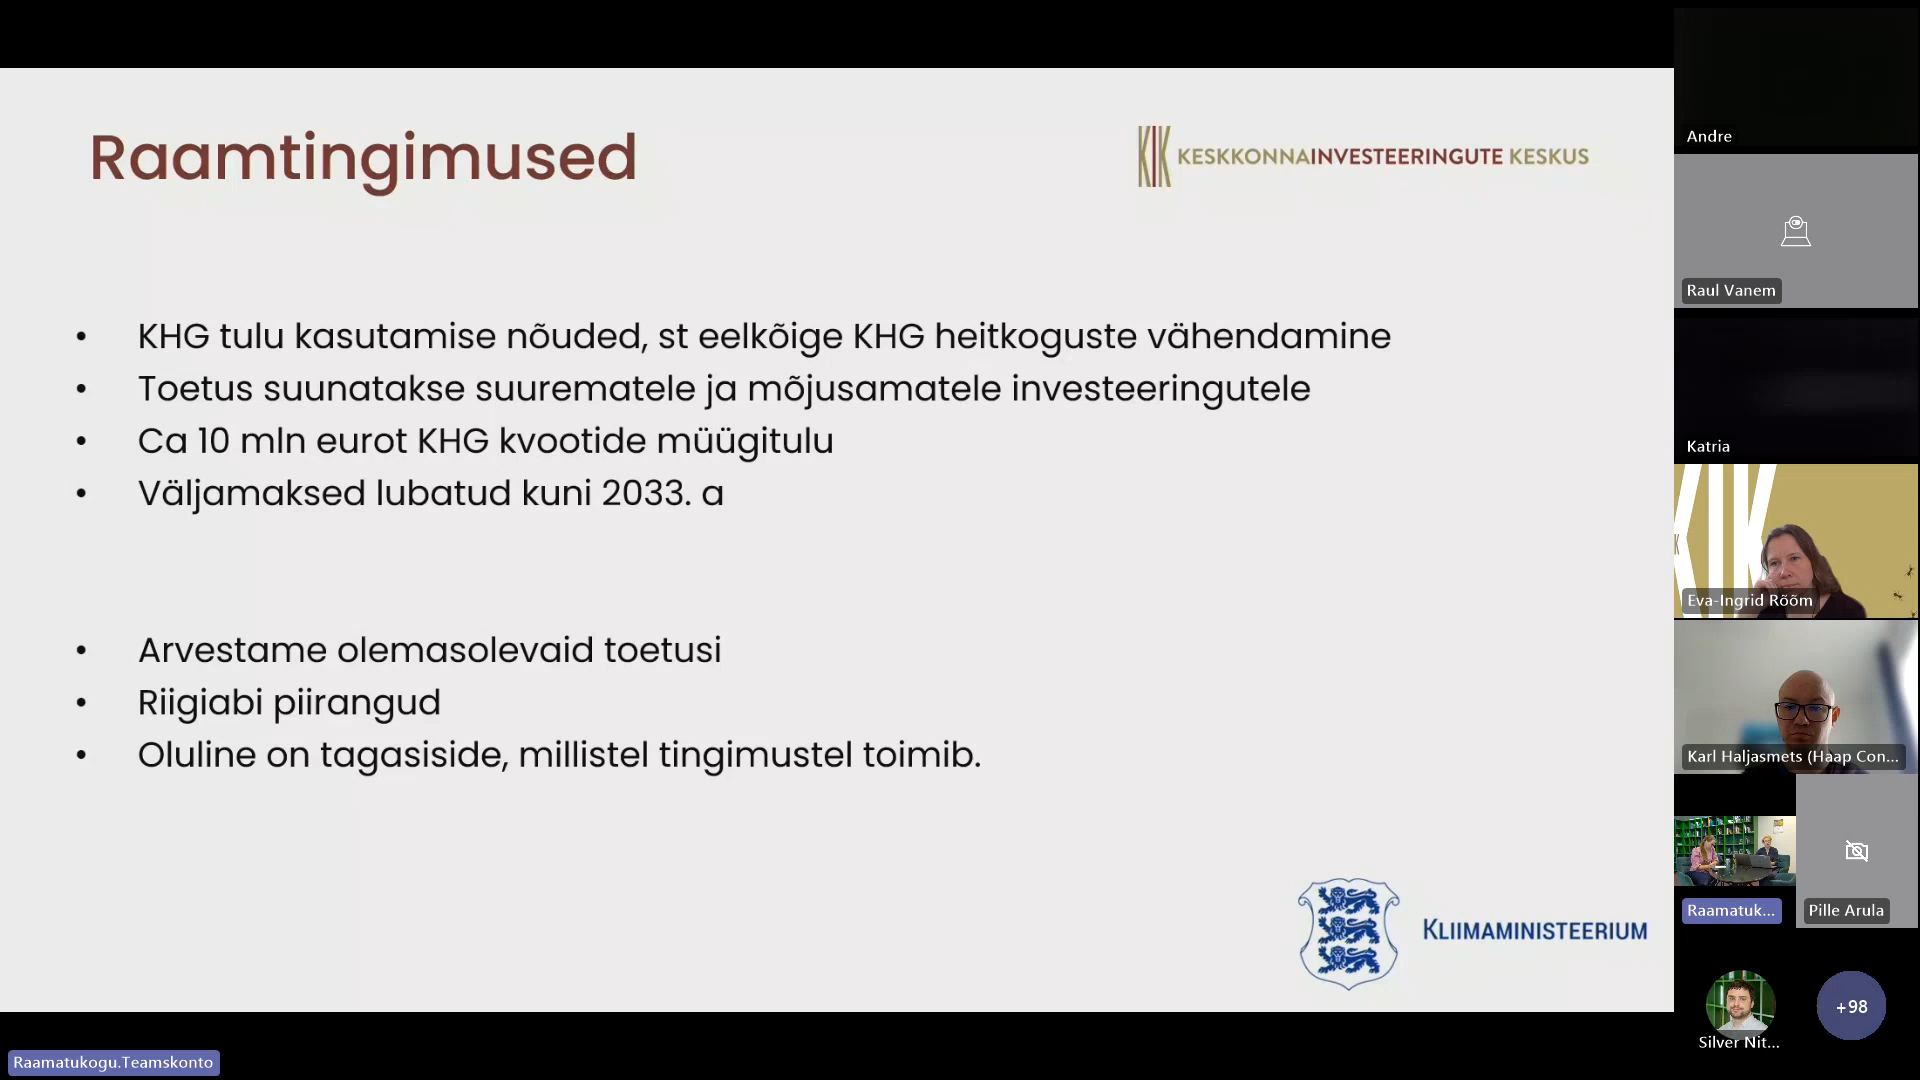 Raamtingimused
KIK KESKKONNAINVESTEERINGUTE KESKUS
• KHG tulu kasutamise nõuded, st eelkõige KHG heitkoguste vähendamine
• Toetus suunatakse suurematele ja mõjusamatele investeeringutele
• Ca 10 mln eurot KHG kvootide müügitulu
• Väljamaksed lubatud kuni 2033. a
• Arvestame olemasolevaid toetusi
• Riigiabi piirangud
• Oluline on tagasiside, millistel tingimustel toimib.
KLIIMAMINISTEERIUM
Raamatukogu.Teamskonto
Andre
Raul Vanem
Katria
KIK
Eva-Ingrid Rõõm
Karl Haljasmets (Haap Con...
Raamatuk...
Pille Arula
Silver Nit...
+98